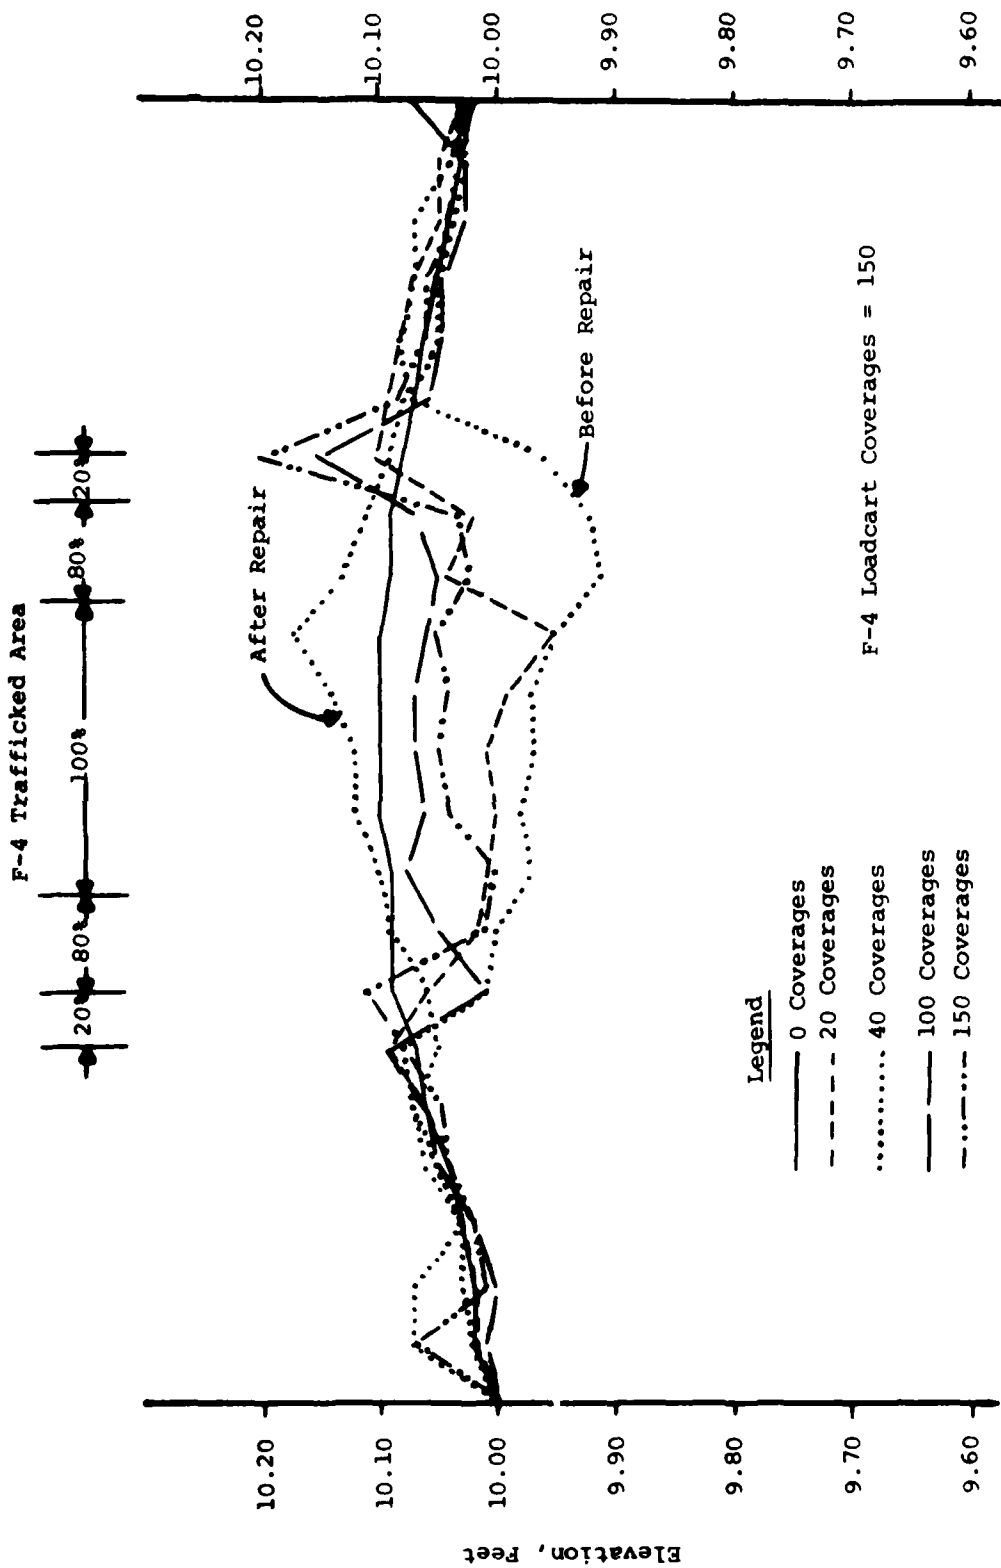 F-4 Trafficked Area
20% 80% 100% 80% 20%
After Repair
Before Repair
F-4 Loadcart Coverages = 150
Legend
0 Coverages
20 Coverages
40 Coverages
100 Coverages
150 Coverages
Elevation, Feet
10.20
10.10
10.00
9.90
9.80
9.70
9.60
10.20
10.10
10.00
9.90
9.80
9.70
9.60